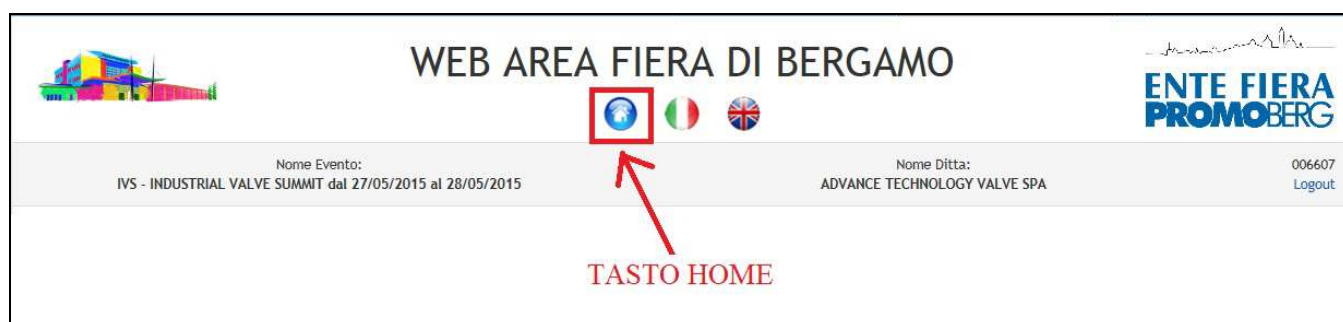 WEB AREA FIERA DI BERGAMO
ENTE FIERA
PROMOBERG
Nome Evento:
IVS - INDUSTRIAL VALVE SUMMIT dal 27/05/2015 al 28/05/2015
Nome Ditta:
ADVANCE TECHNOLOGY VALVE SPA
006607
Logout
TASTO HOME